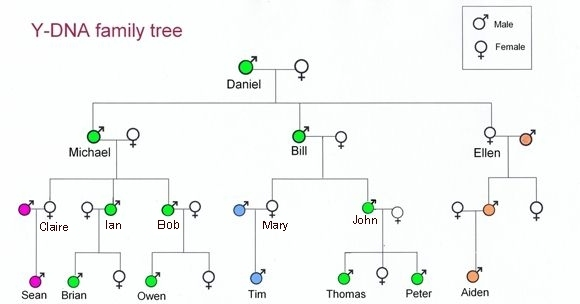 Y-DNA family tree
Male
Female
Daniel
Michael
Bill
Ellen
Claire
Ian
Bob
Mary
John
Sean
Brian
Owen
Tim
Thomas
Peter
Aiden